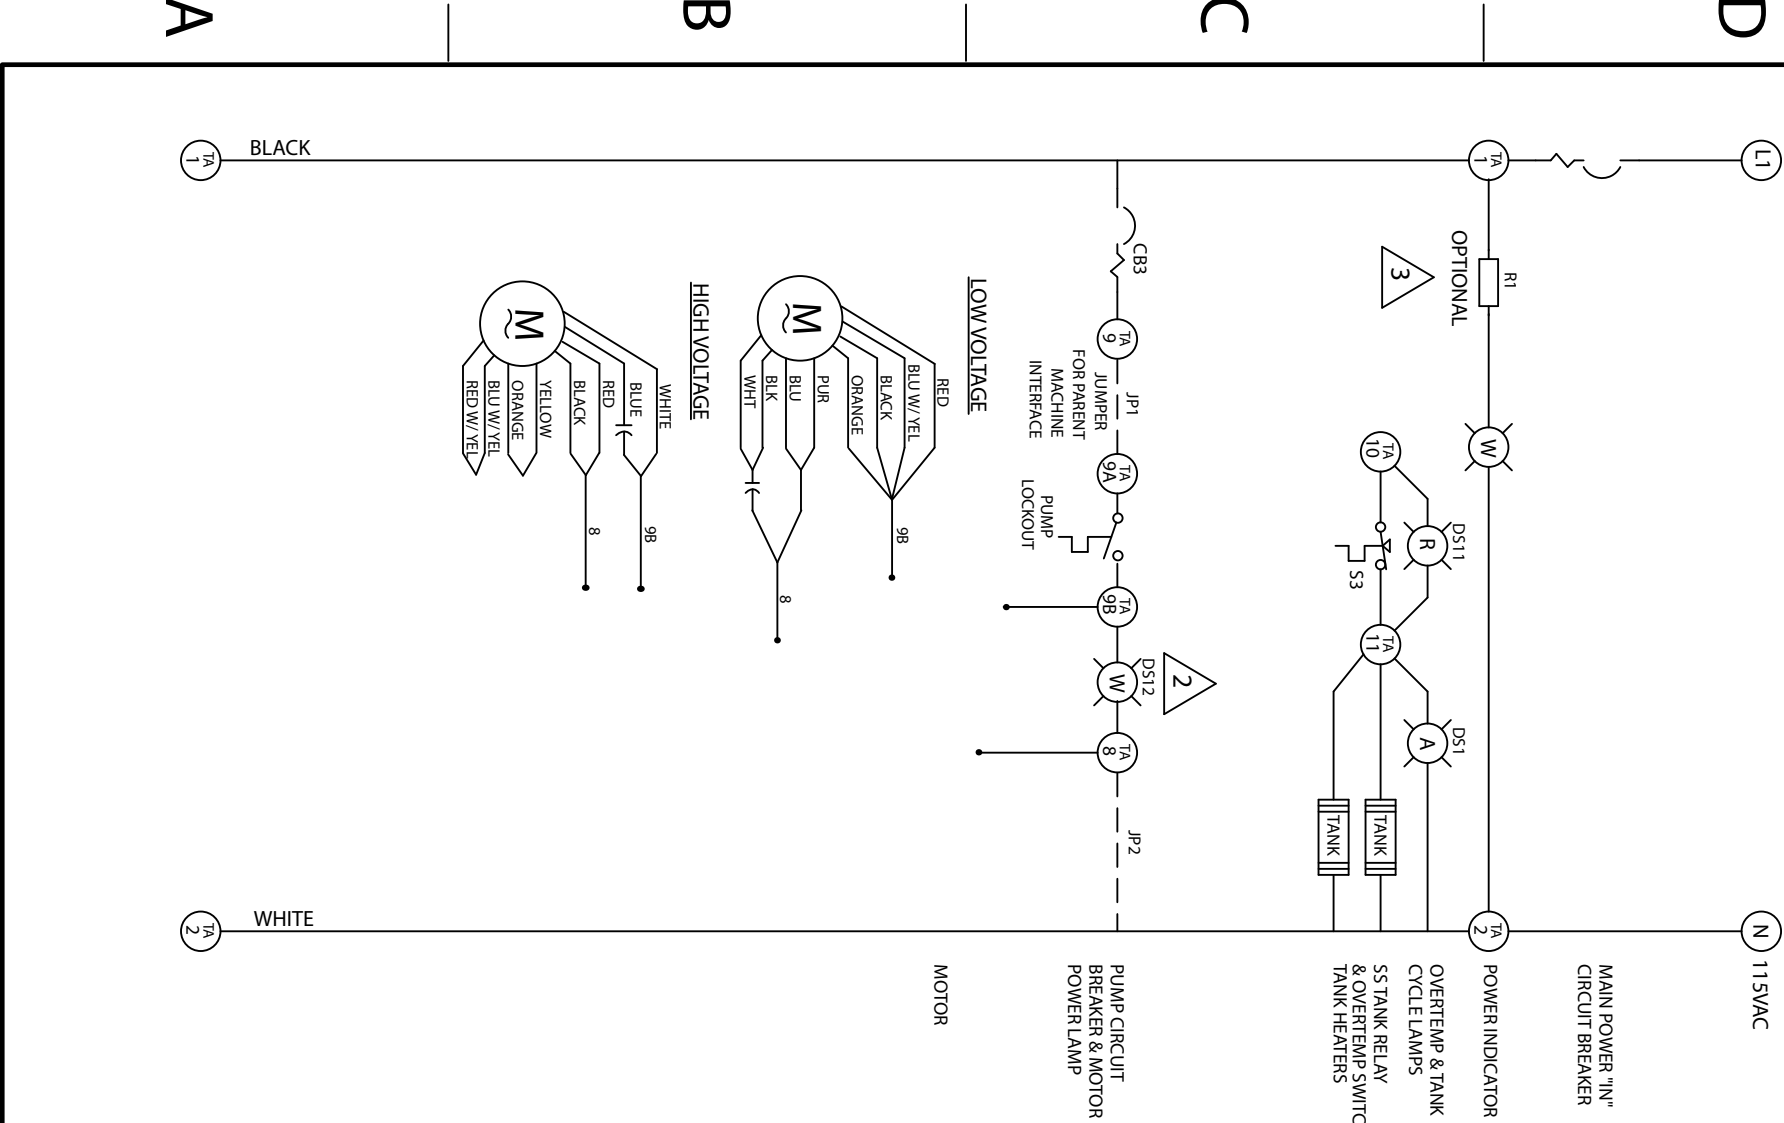 A
B
C
D
L1
TA
1
BLACK
TA
1
R1
OPTIONAL
3
W
TA
2
N
115VAC
MAIN POWER "IN"
CIRCUIT BREAKER
POWER INDICATOR
DS11
R
DS1
A
OVERTEMP & TANK
CYCLE LAMPS
TA
10
S3
TA
11
TANK
TANK
SS TANK RELAY
& OVERTEMP SWITC
TANK HEATERS
CB3
TA
9
JP1
JUMPER
FOR PARENT
MACHINE
INTERFACE
TA
9A
PUMP
LOCKOUT
TA
9B
2
DS12
W
TA
8
JP2
PUMP CIRCUIT
BREAKER & MOTOR
POWER LAMP
LOW VOLTAGE
M
~
RED
BLU W/ YEL
BLACK
ORANGE
PUR
BLU
BLK
WHT
9B
8
MOTOR
HIGH VOLTAGE
M
~
WHITE
BLUE
RED
BLACK
YELLOW
ORANGE
BLU W/ YEL
RED W/ YEL
9B
8
TA
2
WHITE